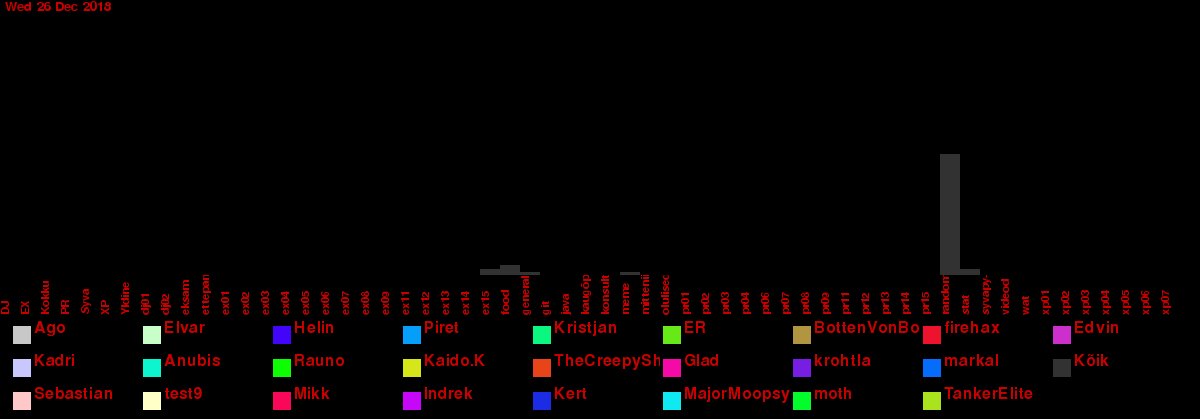 Wed 26 Dec 2018
DJ
EX
Kokku
PR
Syva
XP
Yldine
dj01
dj02
eksam
ettepan
ex01
ex02
ex03
ex04
ex05
ex06
ex07
ex08
ex09
ex11
ex12
ex13
ex14
ex15
food
general
git
java
kaugõp
konsult
meme
olulisec
pr01
pr02
pr03
pr04
pr06
pr07
pr08
pr09
pr11
pr12
pr13
pr14
pr15
random
stat
syvapy-
videod
wat
xp01
xp02
xp03
xp04
xp05
xp06
xp07
Ago Elvar Helin Piret Kristjan ER BottenVonBo firehax Edvin
Kadri Anubis Rauno Kaido.K TheCreepySh Glad krohtla markal Kõik
Sebastian test9 Mikk Indrek Kert MajorMoopsy moth TankerElite